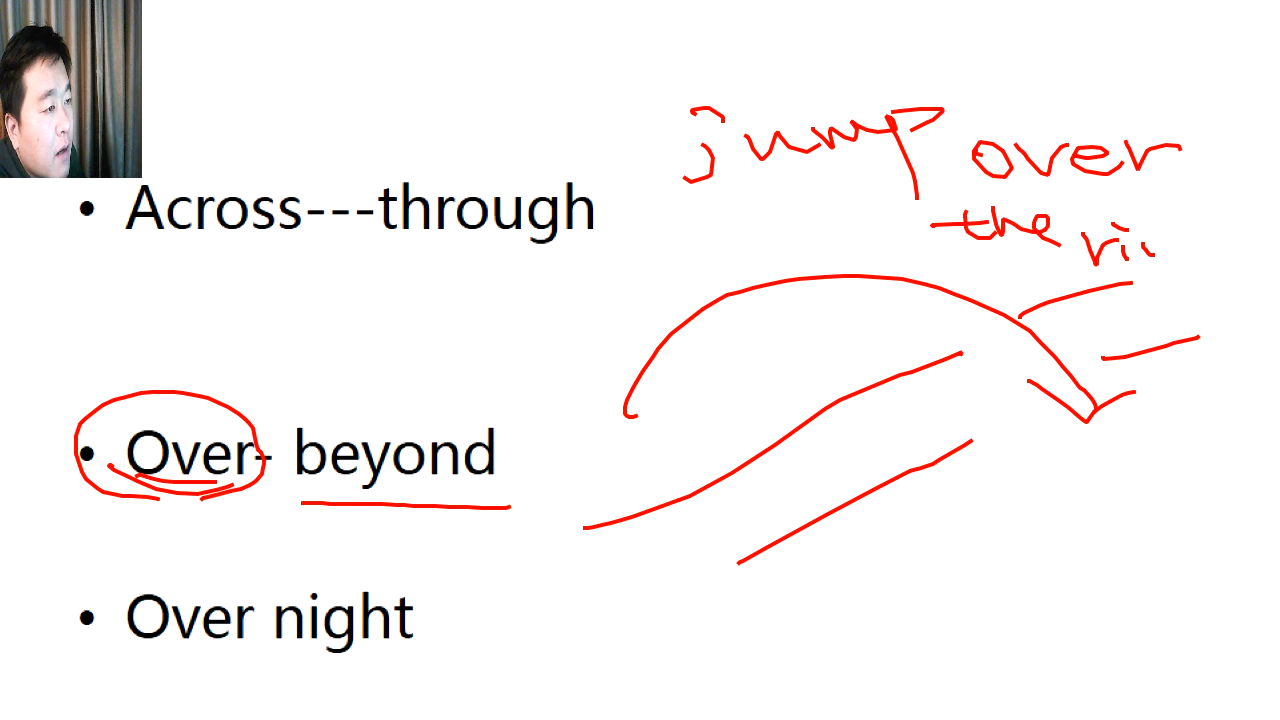 jump over
the
Across---through
Over- beyond
Over night